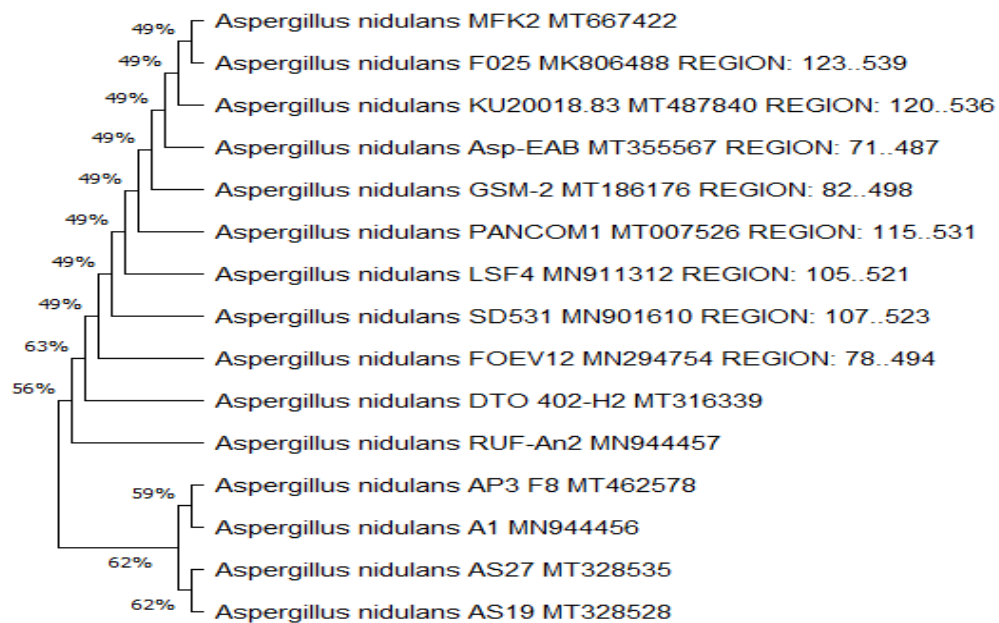 49%
Aspergillus nidulans MFK2 MT667422
49%
Aspergillus nidulans F025 MK806488 REGION: 123..539
49%
Aspergillus nidulans KU20018.83 MT487840 REGION: 120..536
49%
Aspergillus nidulans Asp-EAB MT355567 REGION: 71..487
49%
Aspergillus nidulans GSM-2 MT186176 REGION: 82..498
49%
Aspergillus nidulans PANCOM1 MT007526 REGION: 115..531
49%
Aspergillus nidulans LSF4 MN911312 REGION: 105..521
49%
Aspergillus nidulans SD531 MN901610 REGION: 107..523
63%
Aspergillus nidulans FOEV12 MN294754 REGION: 78..494
56%
Aspergillus nidulans DTO 402-H2 MT316339
Aspergillus nidulans RUF-An2 MN944457
59%
Aspergillus nidulans AP3 F8 MT462578
Aspergillus nidulans A1 MN944456
62%
Aspergillus nidulans AS27 MT328535
62%
Aspergillus nidulans AS19 MT328528